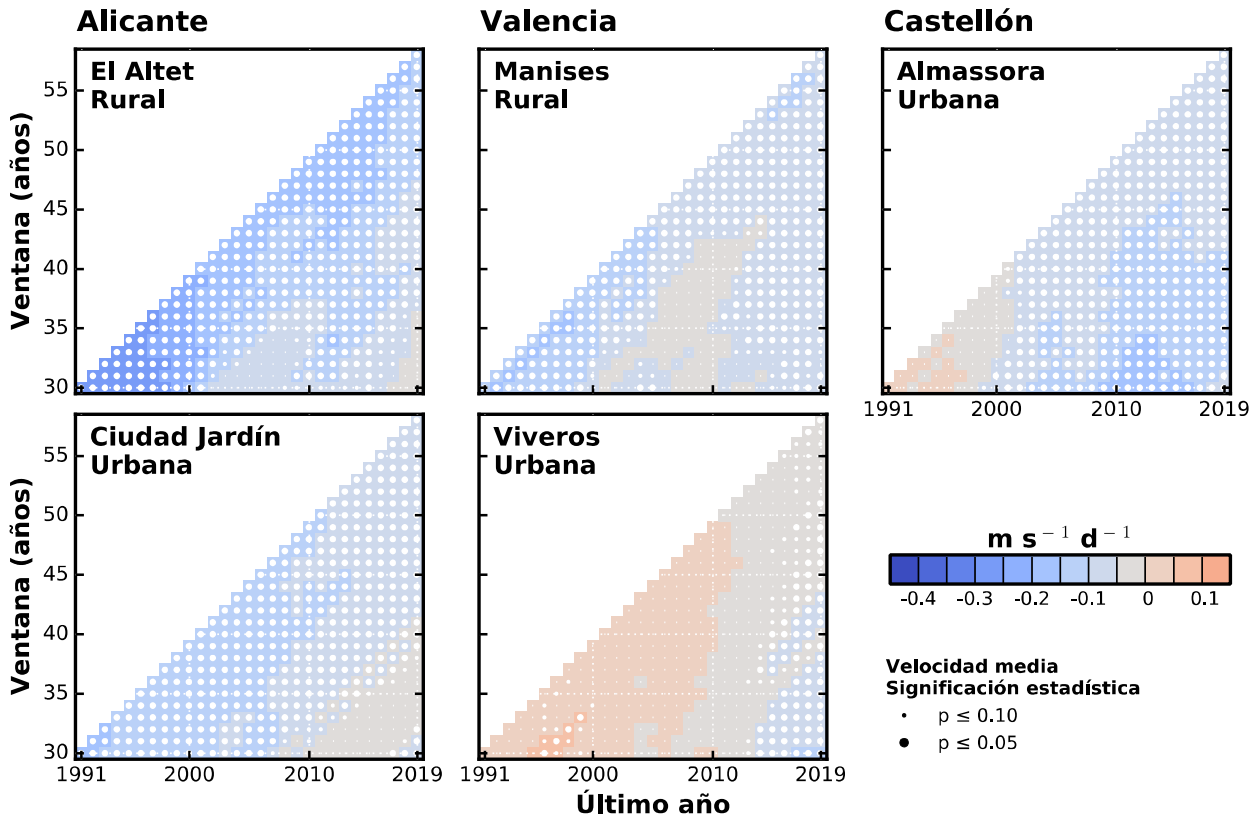 Alicante
Valencia
Castellón
El Altet
Rural
Manises
Rural
Almassora
Urbana
Ventana (años)
55
50
45
40
35
30
1991
2000
2010
2019
Ciudad Jardín
Urbana
Viveros
Urbana
Ventana (años)
55
50
45
40
35
30
1991
2000
2010
2019
1991
2000
2010
2019
Último año
m s⁻¹ d⁻¹
-0.4
-0.3
-0.2
-0.1
0
0.1
Velocidad media
Significación estadística
p ≤ 0.10
p ≤ 0.05